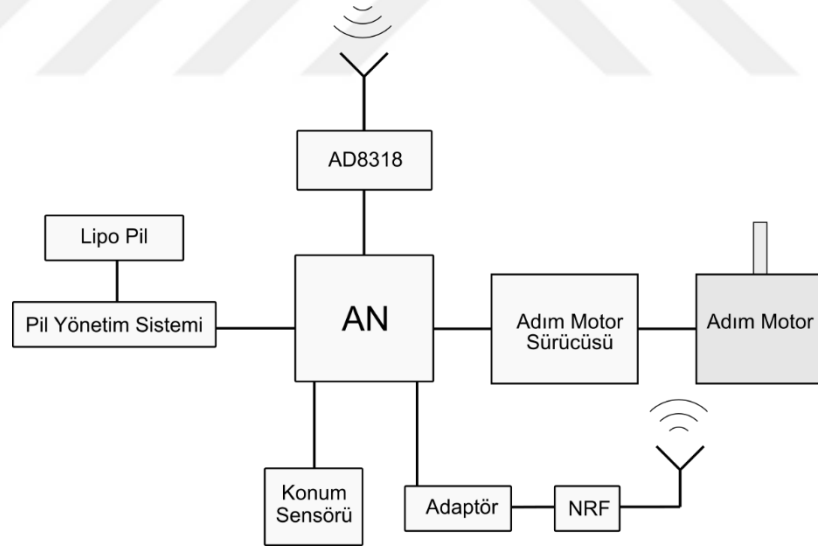 AD8318
Lipo Pil
Pil Yönetim Sistemi
AN
Adım Motor
Sürücüsü
Adım Motor
Konum
Sensörü
Adaptör
NRF